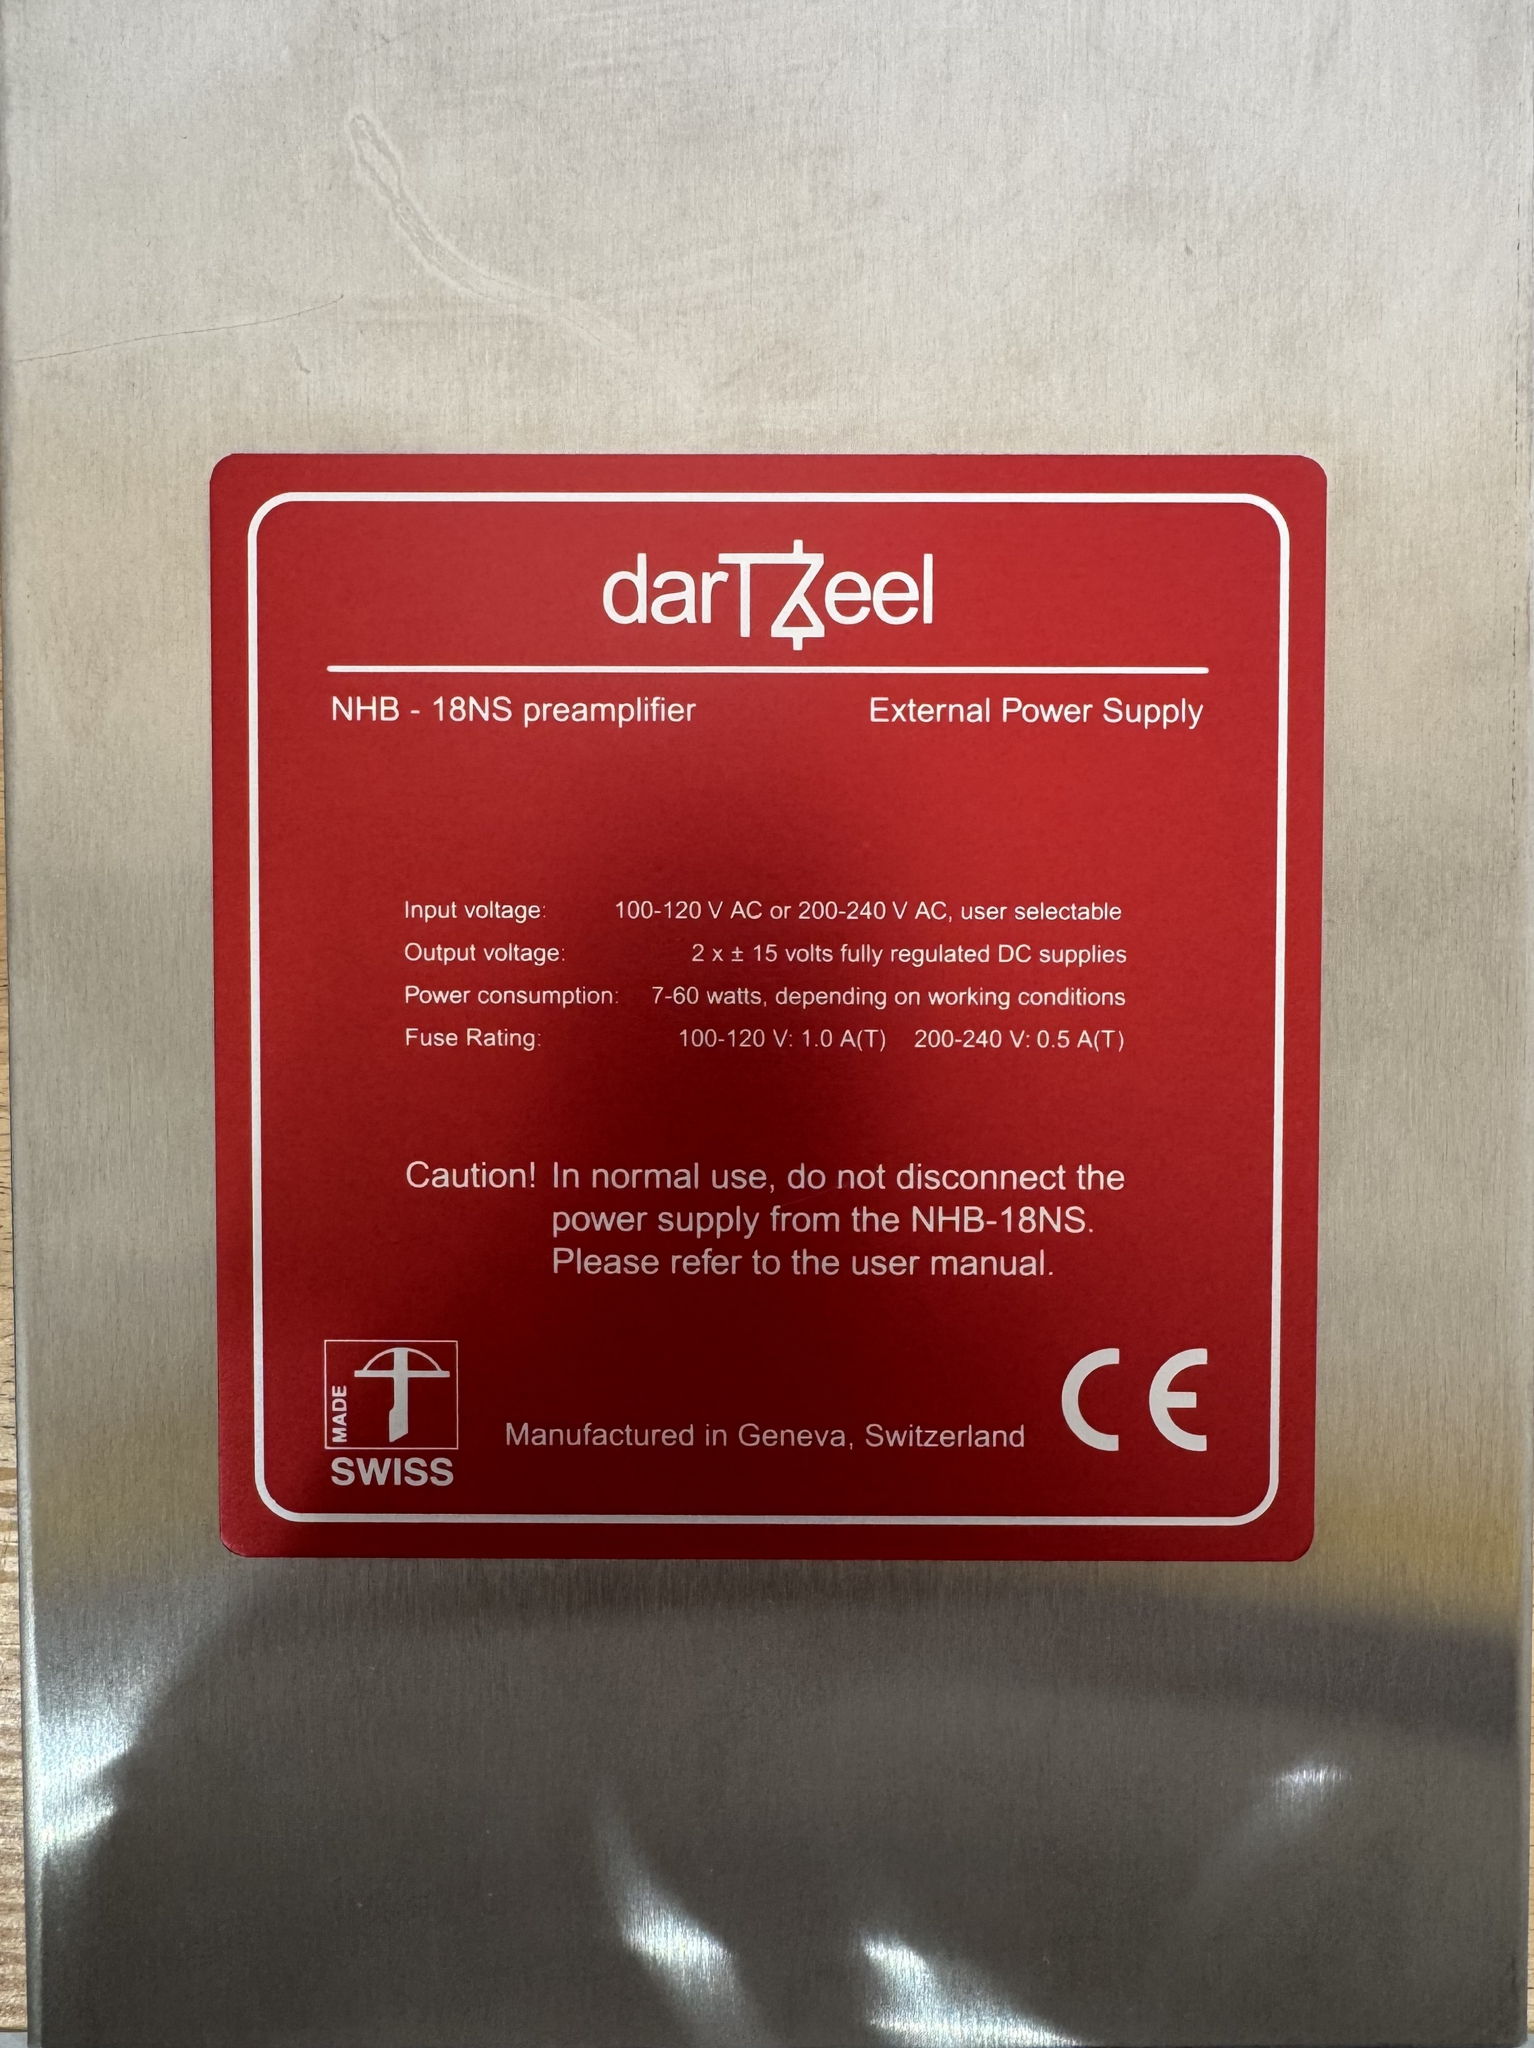 darTZeel
NHB - 18NS preamplifier External Power Supply
Input voltage: 100-120 V AC or 200-240 V AC, user selectable
Output voltage: 2 x ± 15 volts fully regulated DC supplies
Power consumption: 7-60 watts, depending on working conditions
Fuse Rating: 100-120 V: 1.0 A(T) 200-240 V: 0.5 A(T)
Caution! In normal use, do not disconnect the
power supply from the NHB-18NS.
Please refer to the user manual.
MADE
SWISS
Manufactured in Geneva, Switzerland
CE